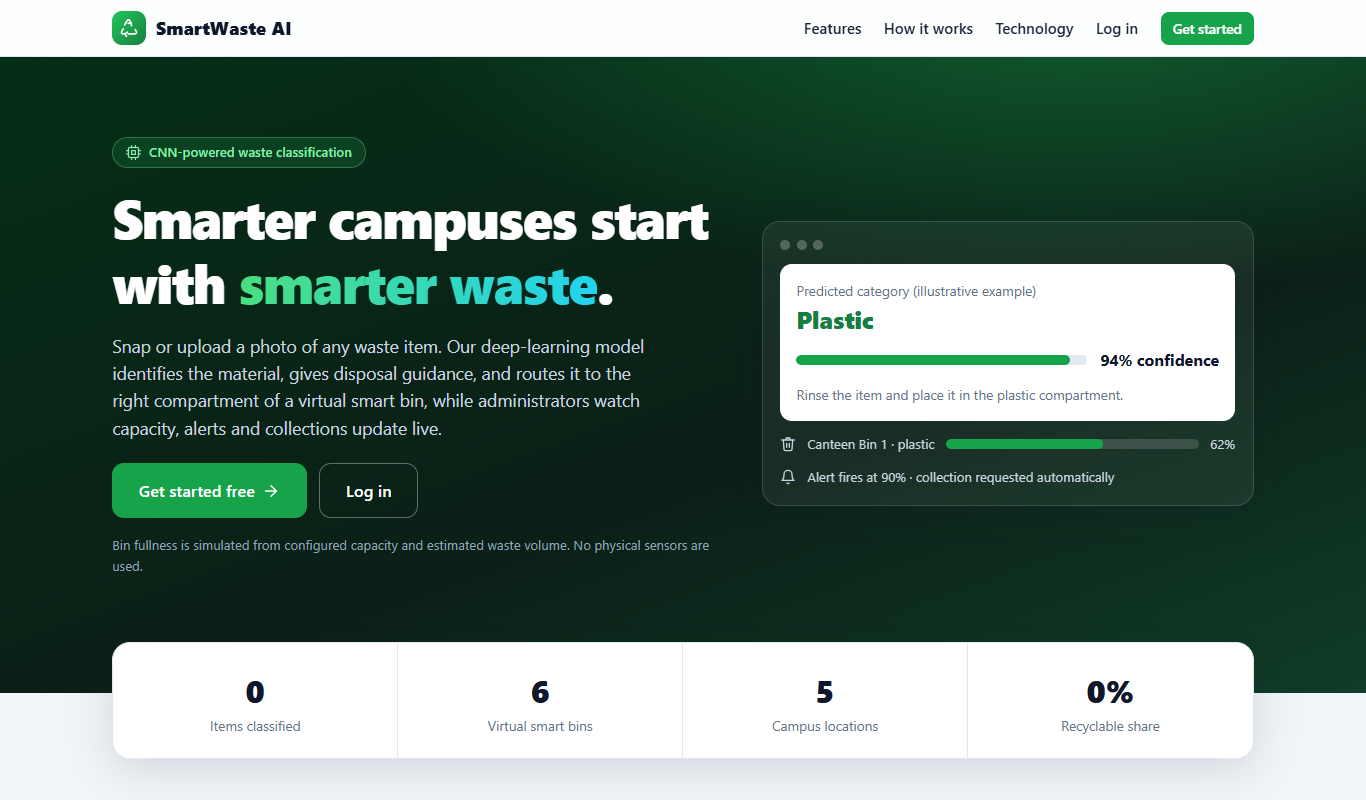 SmartWaste AI
Features
How it works
Technology
Log in
Get started
CNN-powered waste classification
Smarter campuses start
with smarter waste.
Snap or upload a photo of any waste item. Our deep-learning model
identifies the material, gives disposal guidance, and routes it to the
right compartment of a virtual smart bin, while administrators watch
capacity, alerts and collections update live.
Get started free →
Log in
Bin fullness is simulated from configured capacity and estimated waste volume. No physical sensors are
used.
Predicted category (illustrative example)
Plastic
94% confidence
Rinse the item and place it in the plastic compartment.
Canteen Bin 1 · plastic
62%
Alert fires at 90% · collection requested automatically
0
Items classified
6
Virtual smart bins
5
Campus locations
0%
Recyclable share